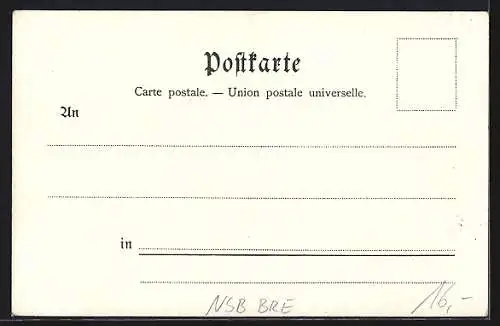 Postkarte
Carte postale. — Union postale universelle.
An
in
NSB BRE
16,-